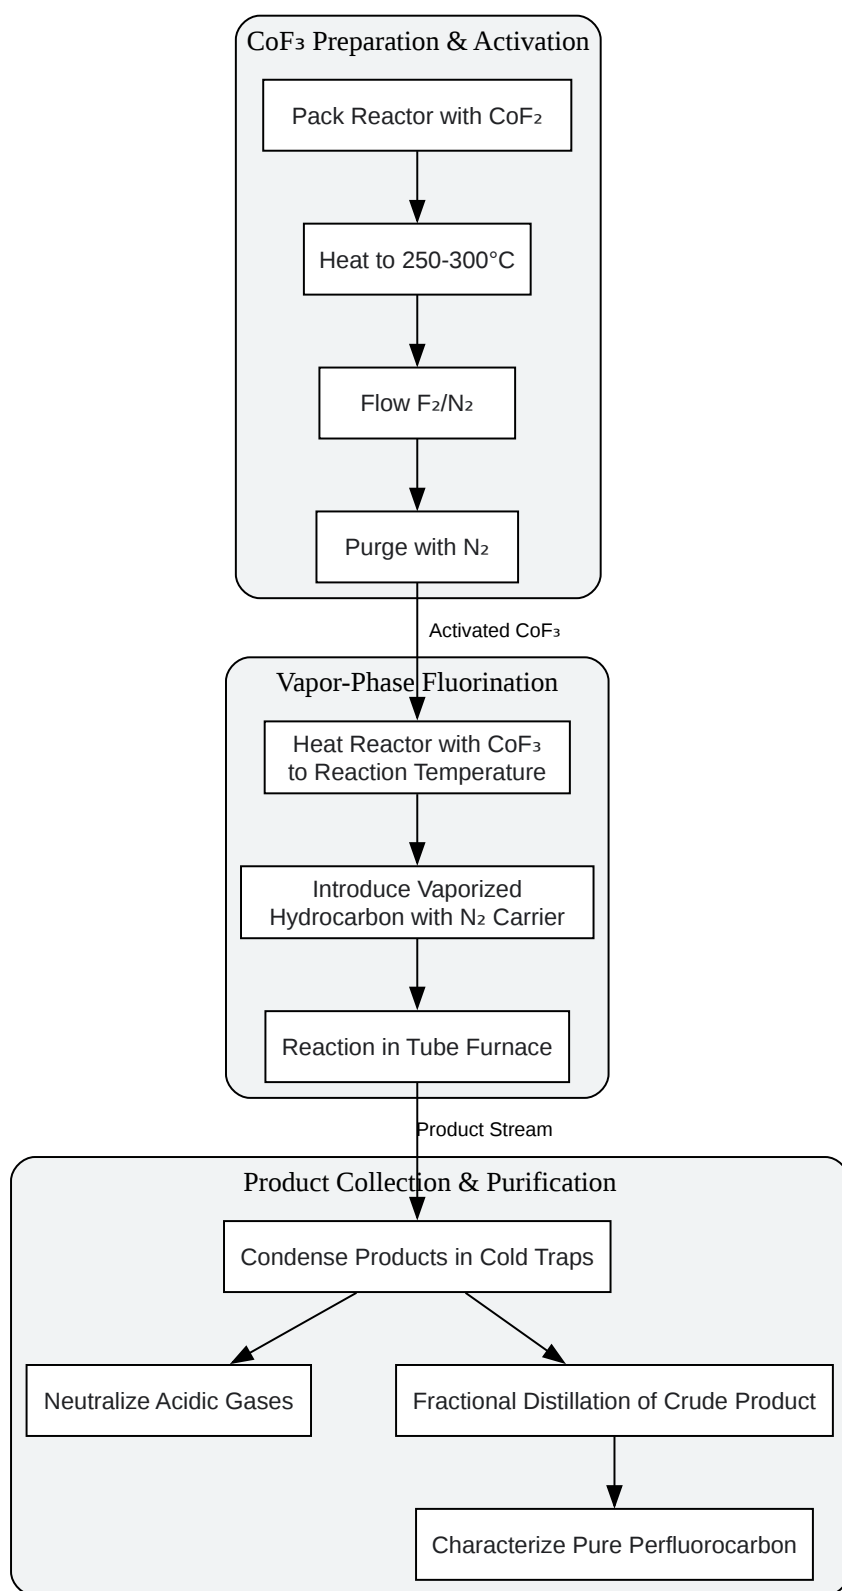 CoF₃ Preparation & Activation
Pack Reactor with CoF₂
Heat to 250-300°C
Flow F₂/N₂
Purge with N₂
Activated CoF₃
Vapor-Phase Fluorination
Heat Reactor with CoF₃
to Reaction Temperature
Introduce Vaporized
Hydrocarbon with N₂ Carrier
Reaction in Tube Furnace
Product Stream
Product Collection & Purification
Condense Products in Cold Traps
Neutralize Acidic Gases
Fractional Distillation of Crude Product
Characterize Pure Perfluorocarbon